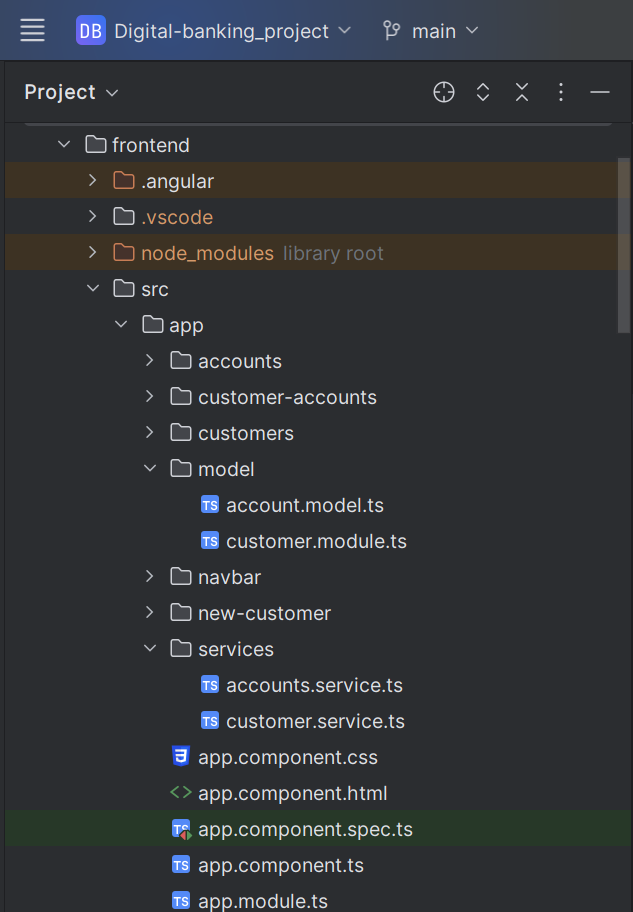 DB Digital-banking_project main
Project
frontend
.angular
.vscode
node_modules library root
src
app
accounts
customer-accounts
customers
model
TS account.model.ts
TS customer.module.ts
navbar
new-customer
services
TS accounts.service.ts
TS customer.service.ts
app.component.css
<> app.component.html
TS app.component.spec.ts
TS app.component.ts
TS app.module.ts